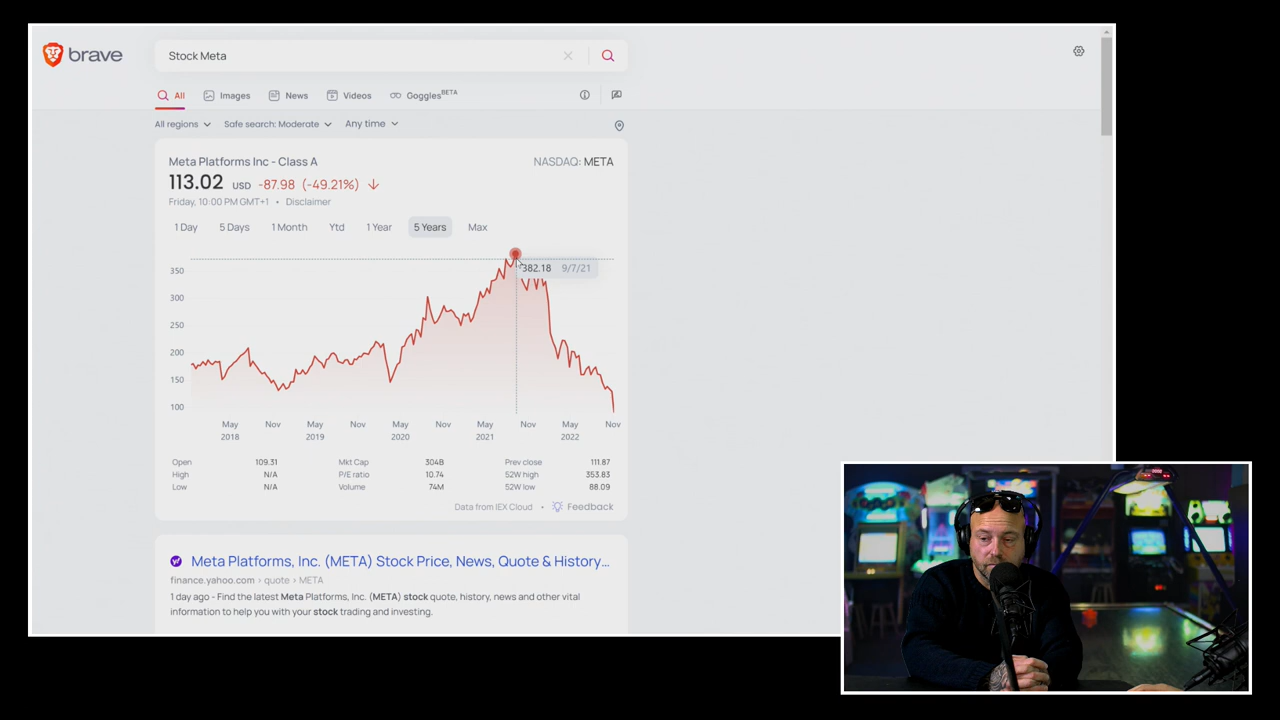 brave
Stock Meta
All Images News Videos Goggles BETA
All regions Safe search: Moderate Any time
Meta Platforms Inc - Class A NASDAQ: META
113.02 USD -87.98 (-49.21%) ↓
Friday, 10:00 PM GMT+1 • Disclaimer
1 Day 5 Days 1 Month Ytd 1 Year 5 Years Max
382.18 9/7/21
350
300
250
200
150
100
May Nov May Nov May Nov May Nov May Nov
2018 2019 2020 2021 2022
Open 109.31 Mkt Cap 304B Prev close 111.87
High N/A P/E ratio 10.74 52W high 353.83
Low N/A Volume 74M 52W low 88.09
Data from IEX Cloud • Feedback
Meta Platforms, Inc. (META) Stock Price, News, Quote & History...
finance.yahoo.com › quote › META
1 day ago - Find the latest Meta Platforms, Inc. (META) stock quote, history, news and other vital
information to help you with your stock trading and investing.